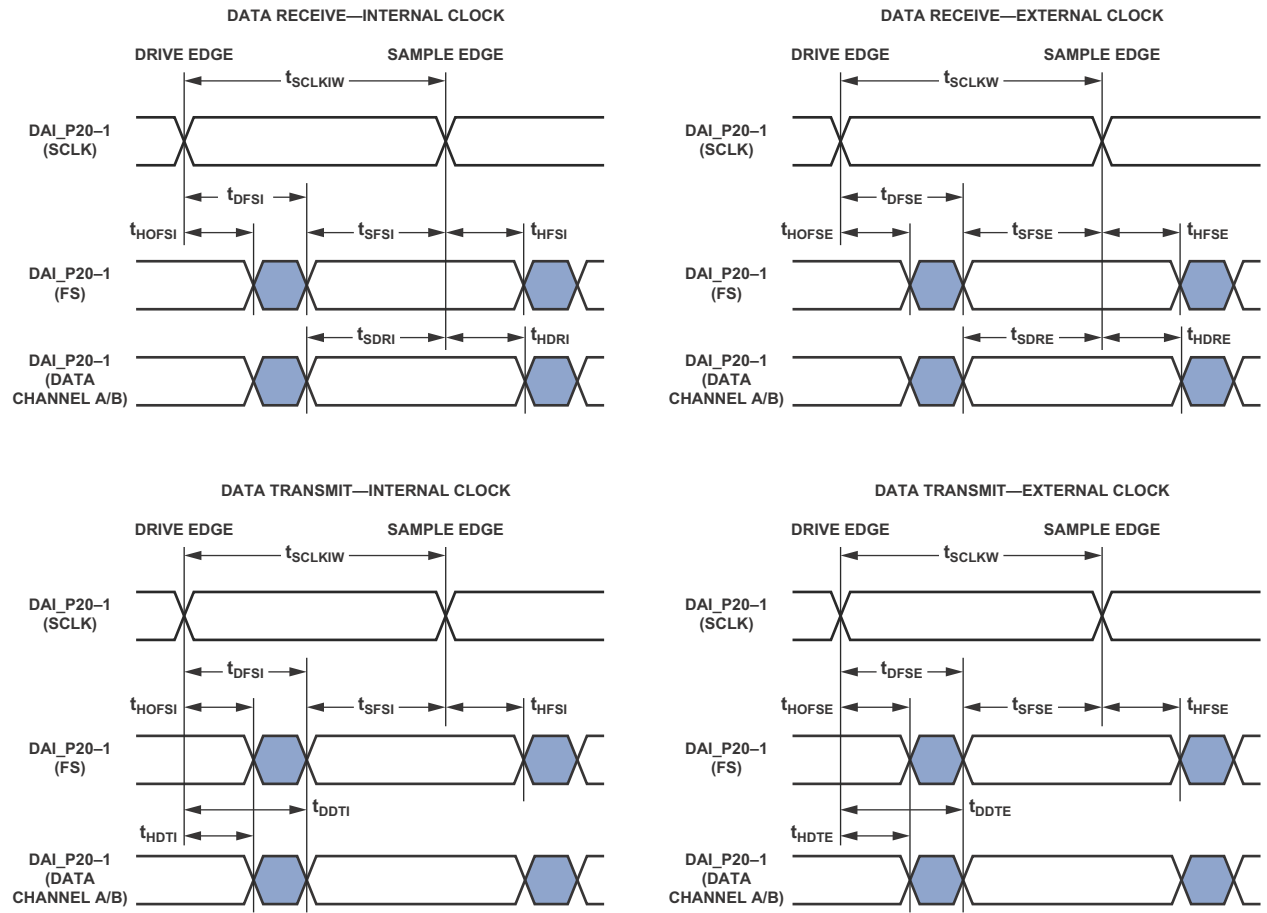 DATA RECEIVE—INTERNAL CLOCK
DRIVE EDGE
SAMPLE EDGE
tSCLKIW
DAI_P20–1
(SCLK)
tDFSI
tHOFSI
tSFSI
tHFSI
DAI_P20–1
(FS)
tSDRI
tHDRI
DAI_P20–1
(DATA
CHANNEL A/B)
DATA RECEIVE—EXTERNAL CLOCK
DRIVE EDGE
SAMPLE EDGE
tSCLKW
DAI_P20–1
(SCLK)
tDFSE
tHOFSE
tSFSE
tHFSE
DAI_P20–1
(FS)
tSDRE
tHDRE
DAI_P20–1
(DATA
CHANNEL A/B)
DATA TRANSMIT—INTERNAL CLOCK
DRIVE EDGE
SAMPLE EDGE
tSCLKIW
DAI_P20–1
(SCLK)
tDFSI
tHOFSI
tSFSI
tHFSI
DAI_P20–1
(FS)
tDDTI
tHDTI
DAI_P20–1
(DATA
CHANNEL A/B)
DATA TRANSMIT—EXTERNAL CLOCK
DRIVE EDGE
SAMPLE EDGE
tSCLKW
DAI_P20–1
(SCLK)
tDFSE
tHOFSE
tSFSE
tHFSE
DAI_P20–1
(FS)
tDDTE
tHDTE
DAI_P20–1
(DATA
CHANNEL A/B)